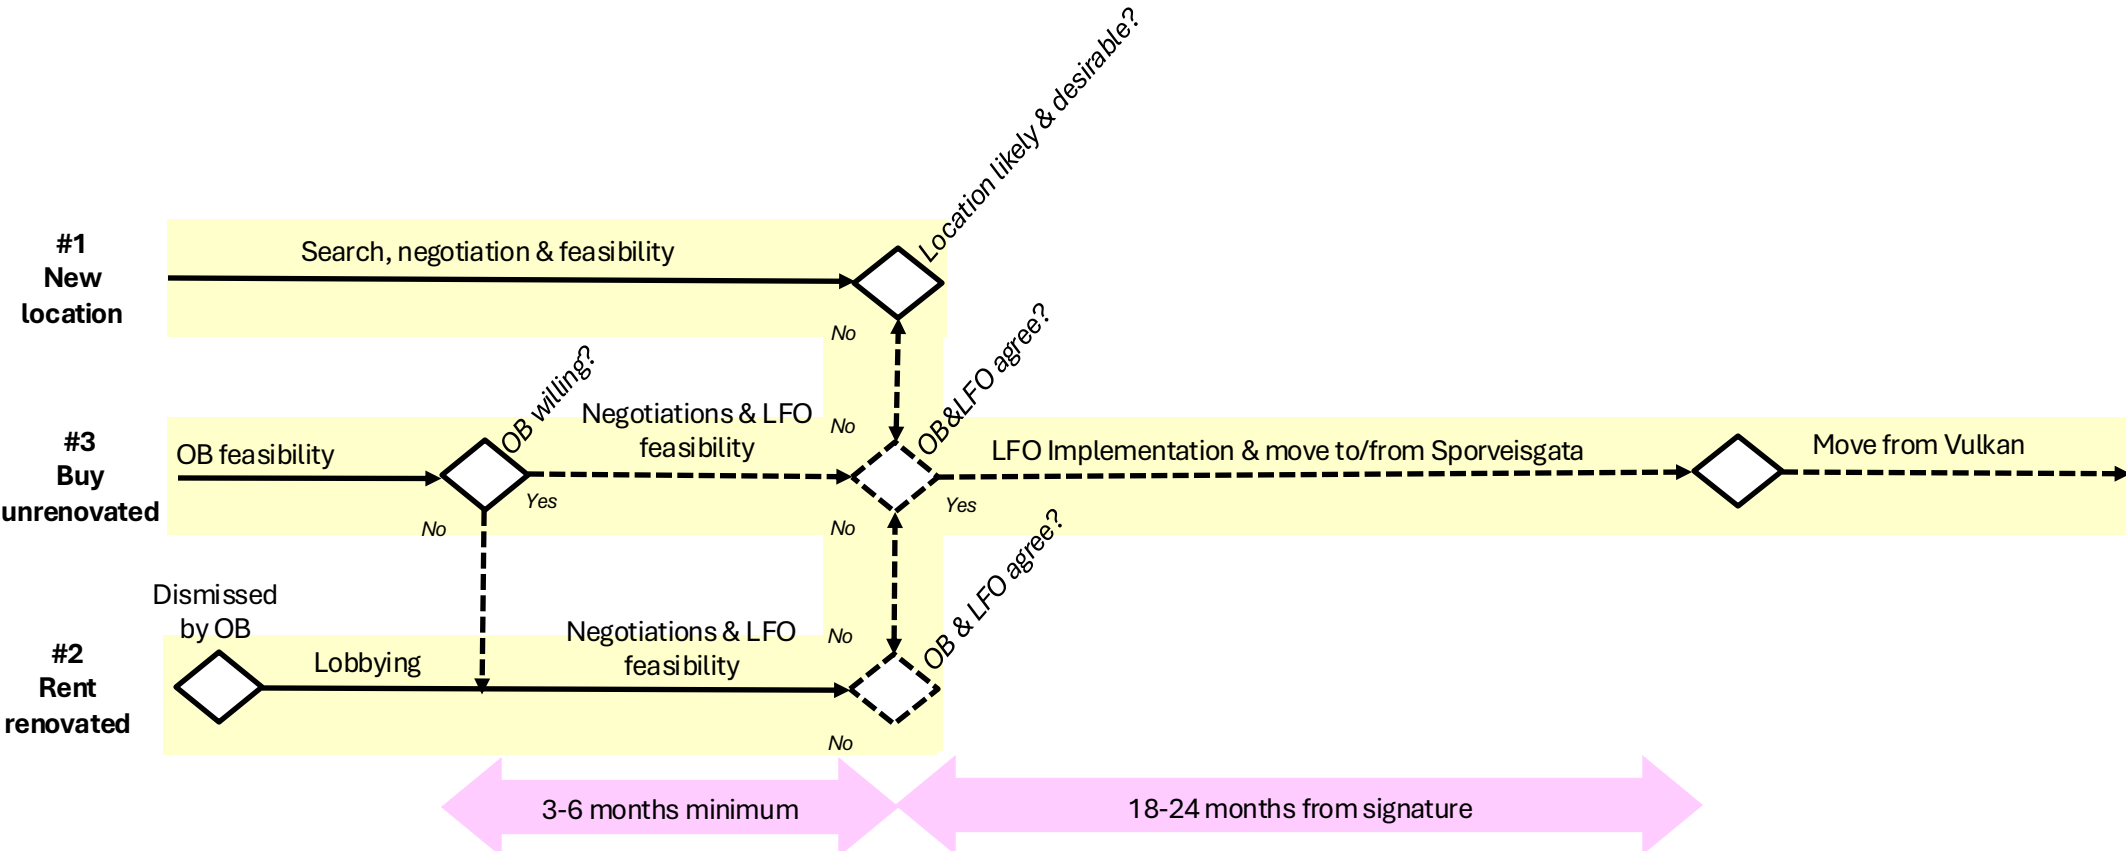 Location likely & desirable?
#1
New
location
Search, negotiation & feasibility
No
OB willing?
OB&LFO agree?
Negotiations & LFO
feasibility
No
#3
Buy
unrenovated
OB feasibility
Yes
No
No
Yes
LFO Implementation & move to/from Sporveisgata
Move from Vulkan
OB & LFO agree?
Dismissed
by OB
#2
Rent
renovated
Lobbying
Negotiations & LFO
feasibility
No
No
3-6 months minimum
18-24 months from signature